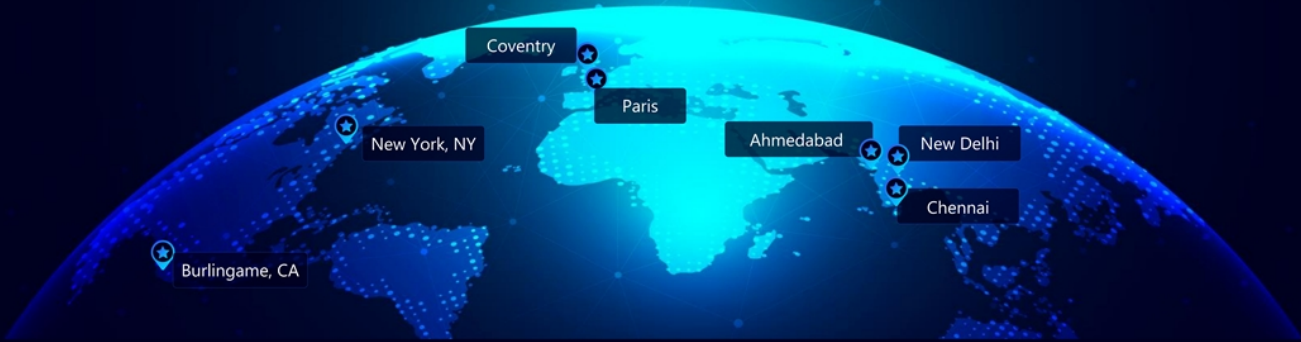 Coventry
Paris
New York, NY
Ahmedabad
New Delhi
Chennai
Burlingame, CA